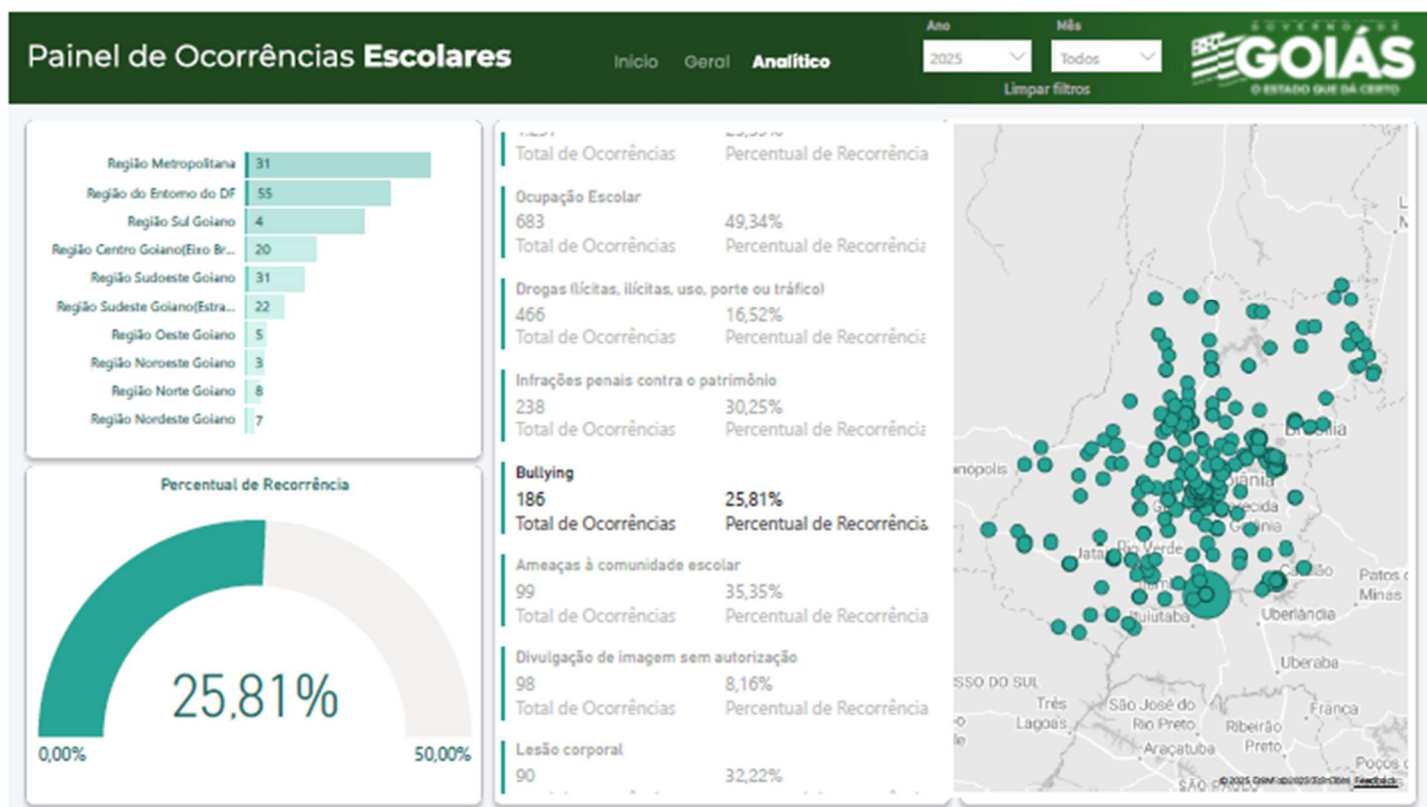 Painel de Ocorrências Escolares
Início Geral Analítico
Ano
2025
Mês
Todos
Limpar filtros
GOVERNO DE
GOIÁS
O ESTADO QUE DÁ CERTO
Região Metropolitana 31
Região do Entorno do DF 55
Região Sul Goiano 4
Região Centro Goiano(Eixo Br... 20
Região Sudoeste Goiano 31
Região Sudeste Goiano(Estra... 22
Região Oeste Goiano 5
Região Noroeste Goiano 3
Região Norte Goiano 8
Região Nordeste Goiano 7
Percentual de Recorrência
25,81%
0,00% 50,00%
Total de Ocorrências Percentual de Recorrência
Ocupação Escolar
683 49,34%
Total de Ocorrências Percentual de Recorrência
Drogas (lícitas, ilícitas, uso, porte ou tráfico)
466 16,52%
Total de Ocorrências Percentual de Recorrência
Infrações penais contra o patrimônio
238 30,25%
Total de Ocorrências Percentual de Recorrência
Bullying
186 25,81%
Total de Ocorrências Percentual de Recorrência
Ameaças à comunidade escolar
99 35,35%
Total de Ocorrências Percentual de Recorrência
Divulgação de imagem sem autorização
98 8,16%
Total de Ocorrências Percentual de Recorrência
Lesão corporal
90 32,22%
Rio Verde
Patos
Minas
Uberlândia
Uberaba
SSO DO SUL
Três
Lagoas
São José do
Rio Preto
Ribeirão
Preto
Franca
Araçatuba
Poços
Feedback